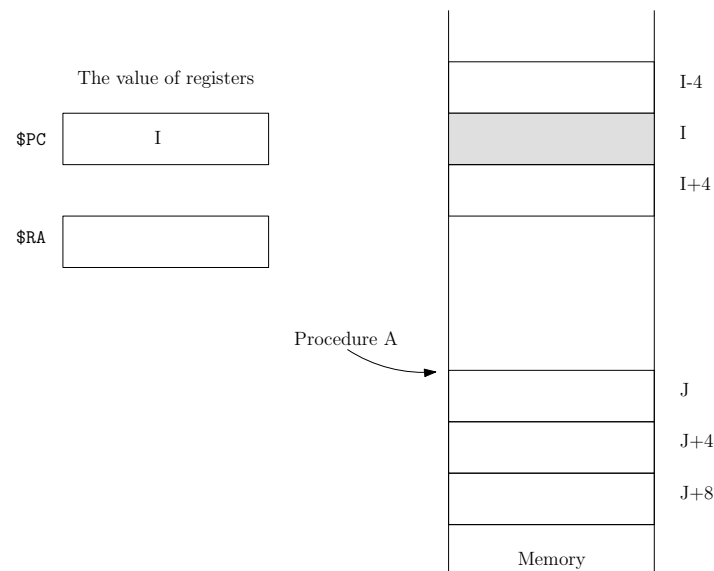 The value of registers
$PC
I
$RA
Procedure A
I-4
I
I+4
J
J+4
J+8
Memory